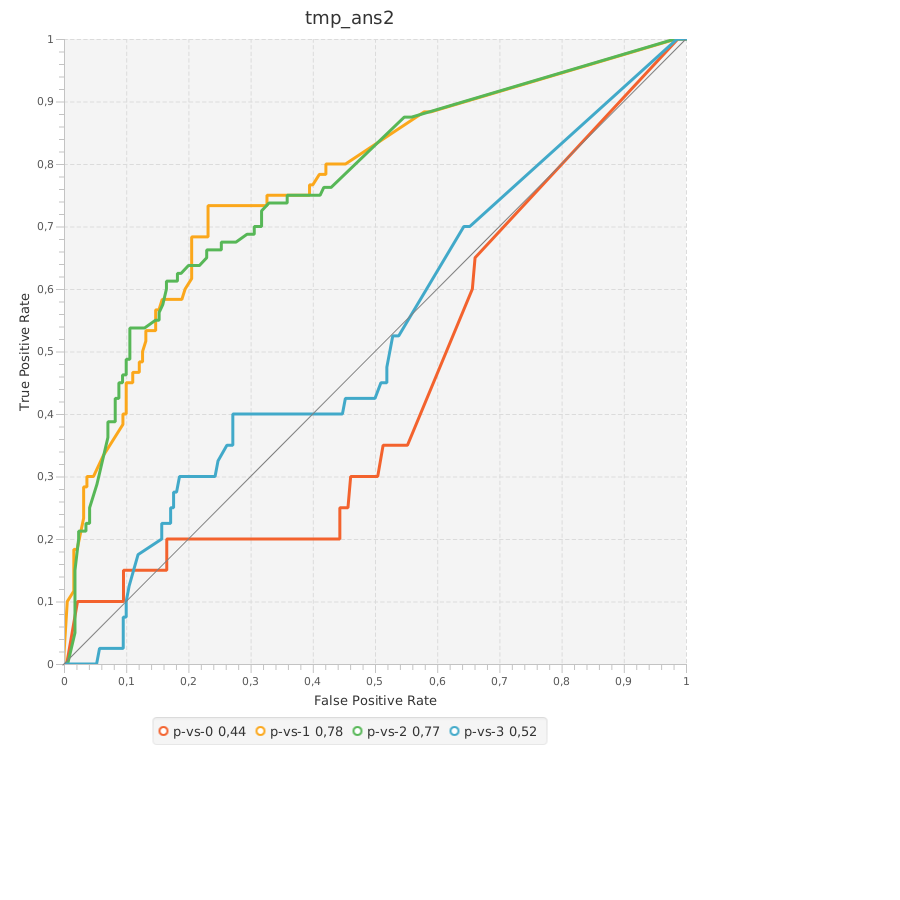 tmp_ans2
1
0,9
0,8
0,7
0,6
0,5
0,4
0,3
0,2
0,1
0
True Positive Rate
0 0,1 0,2 0,3 0,4 0,5 0,6 0,7 0,8 0,9 1
False Positive Rate
p-vs-0 0,44 p-vs-1 0,78 p-vs-2 0,77 p-vs-3 0,52